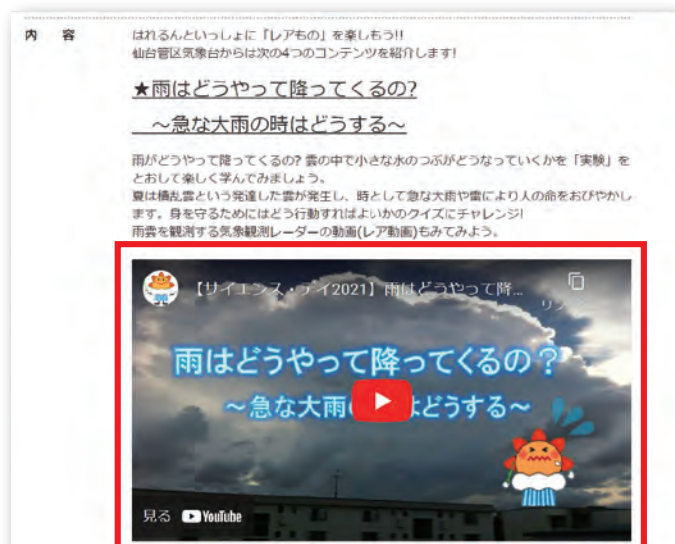 内　容
はれるんといっしょに「レアもの」を楽しもう!!
仙台管区気象台からは次の4つのコンテンツを紹介します!
★雨はどうやって降ってくるの?
～急な大雨の時はどうする～
雨がどうやって降ってくるの? 雲の中で小さな水のつぶがどうなっていくかを「実験」を
とおして楽しく学んでみましょう。
夏は積乱雲という発達した雲が発生し、時として急な大雨や雷により人の命をおびやかし
ます。身を守るためにはどう行動すればよいかのクイズにチャレンジ!
雨雲を観測する気象観測レーダーの動画(レア動画)もみてみよう。
【サイエンス・デイ2021】雨はどうやって降...
雨はどうやって降ってくるの？
～急な大雨 はどうする～
見る YouTube